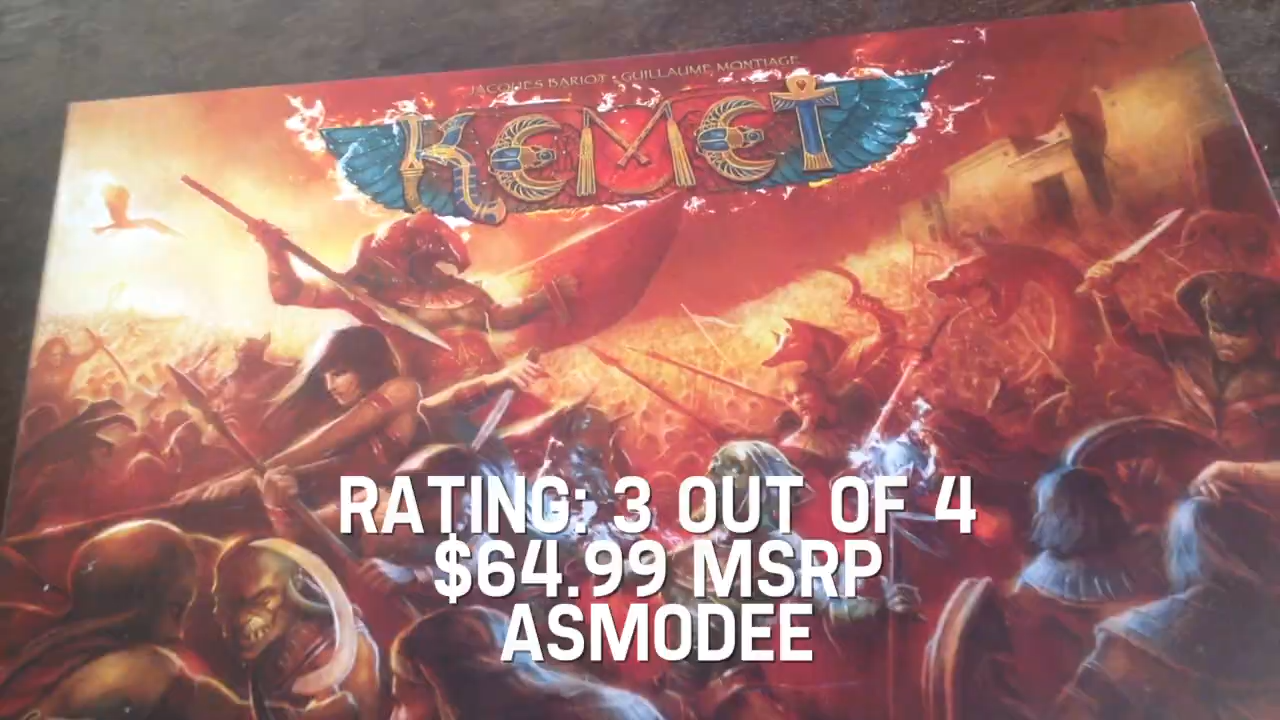 JACQUES BARIOT • GUILLAUME MONTIAGE
KEMET
RATING: 3 OUT OF 4
$64.99 MSRP
ASMODEE